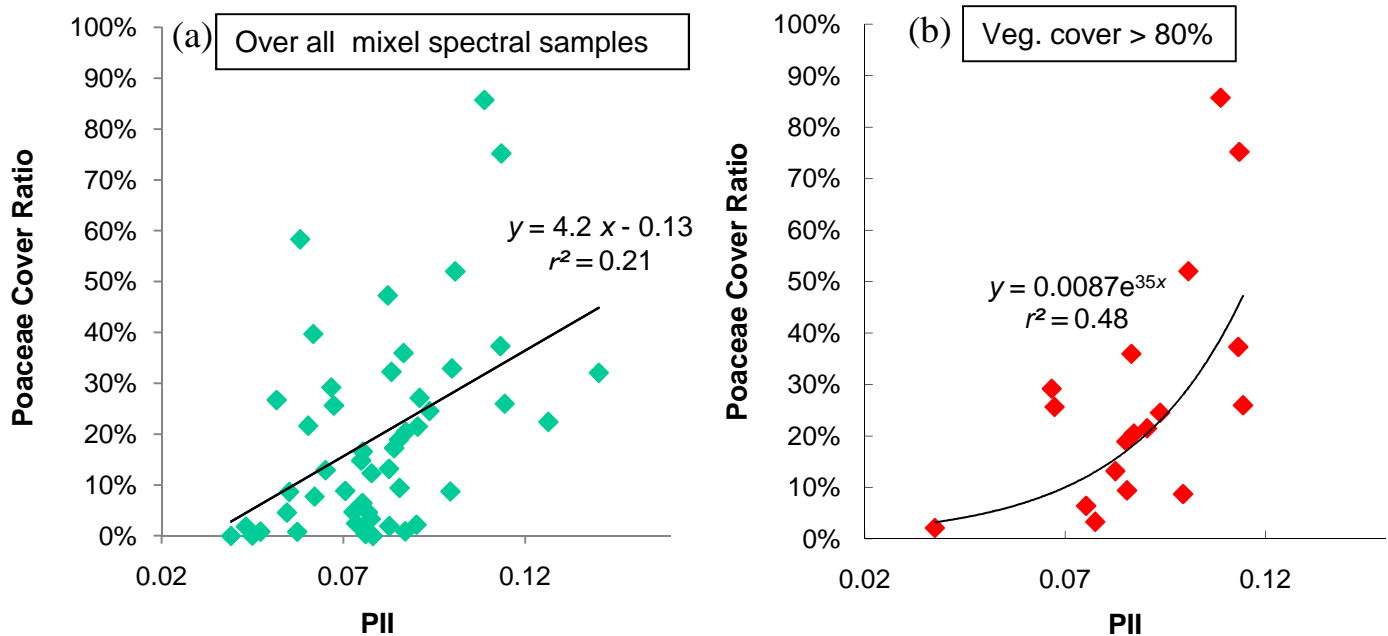 (a)
Over all mixel spectral samples
100%
90%
80%
70%
60%
50%
40%
30%
20%
10%
0%
Poaceae Cover Ratio
y = 4.2 x - 0.13
r² = 0.21
0.02
0.07
0.12
PII
(b)
Veg. cover > 80%
100%
90%
80%
70%
60%
50%
40%
30%
20%
10%
0%
Poaceae Cover Ratio
y = 0.0087e³⁵ˣ
r² = 0.48
0.02
0.07
0.12
PII